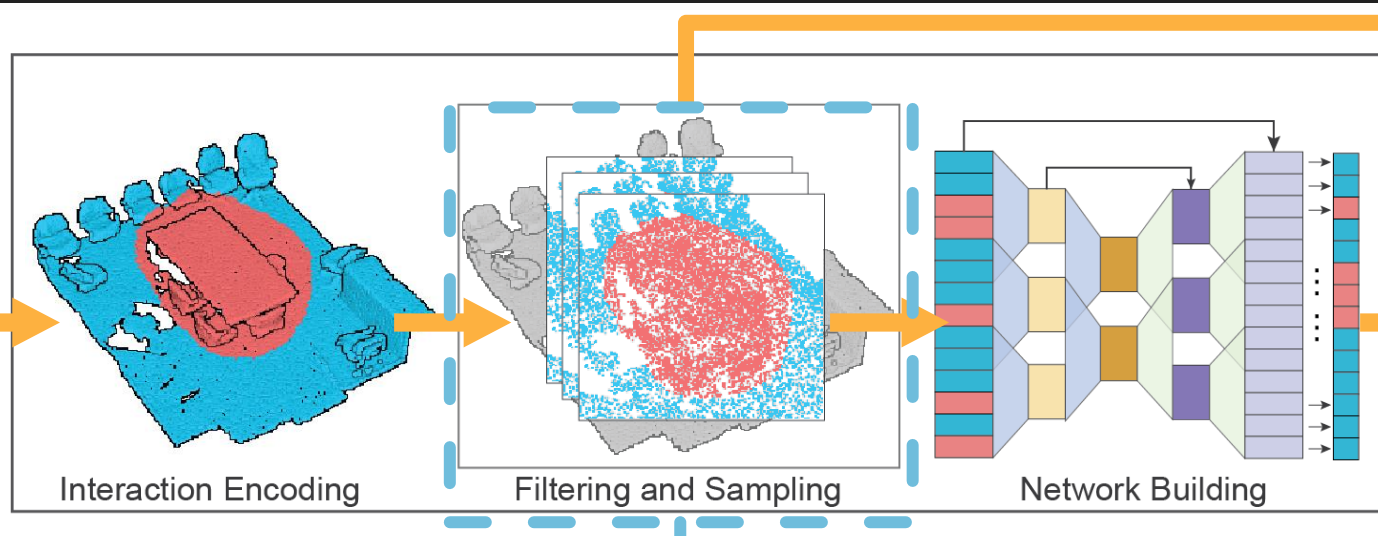 Interaction Encoding
Filtering and Sampling
Network Building